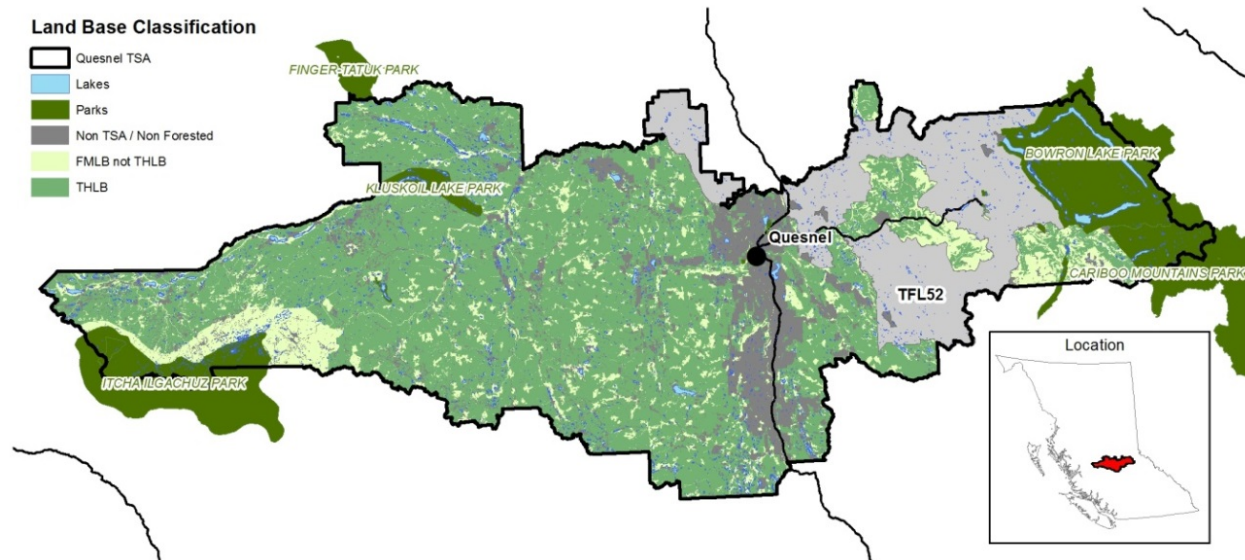 Land Base Classification
Quesnel TSA
Lakes
Parks
Non TSA / Non Forested
FMLB not THLB
THLB
FINGER-TATUK PARK
KLUSKOIL LAKE PARK
BOWRON LAKE PARK
Quesnel
CARIBOO MOUNTAINS PARK
TFL52
ITCHA ILGACHUZ PARK
Location